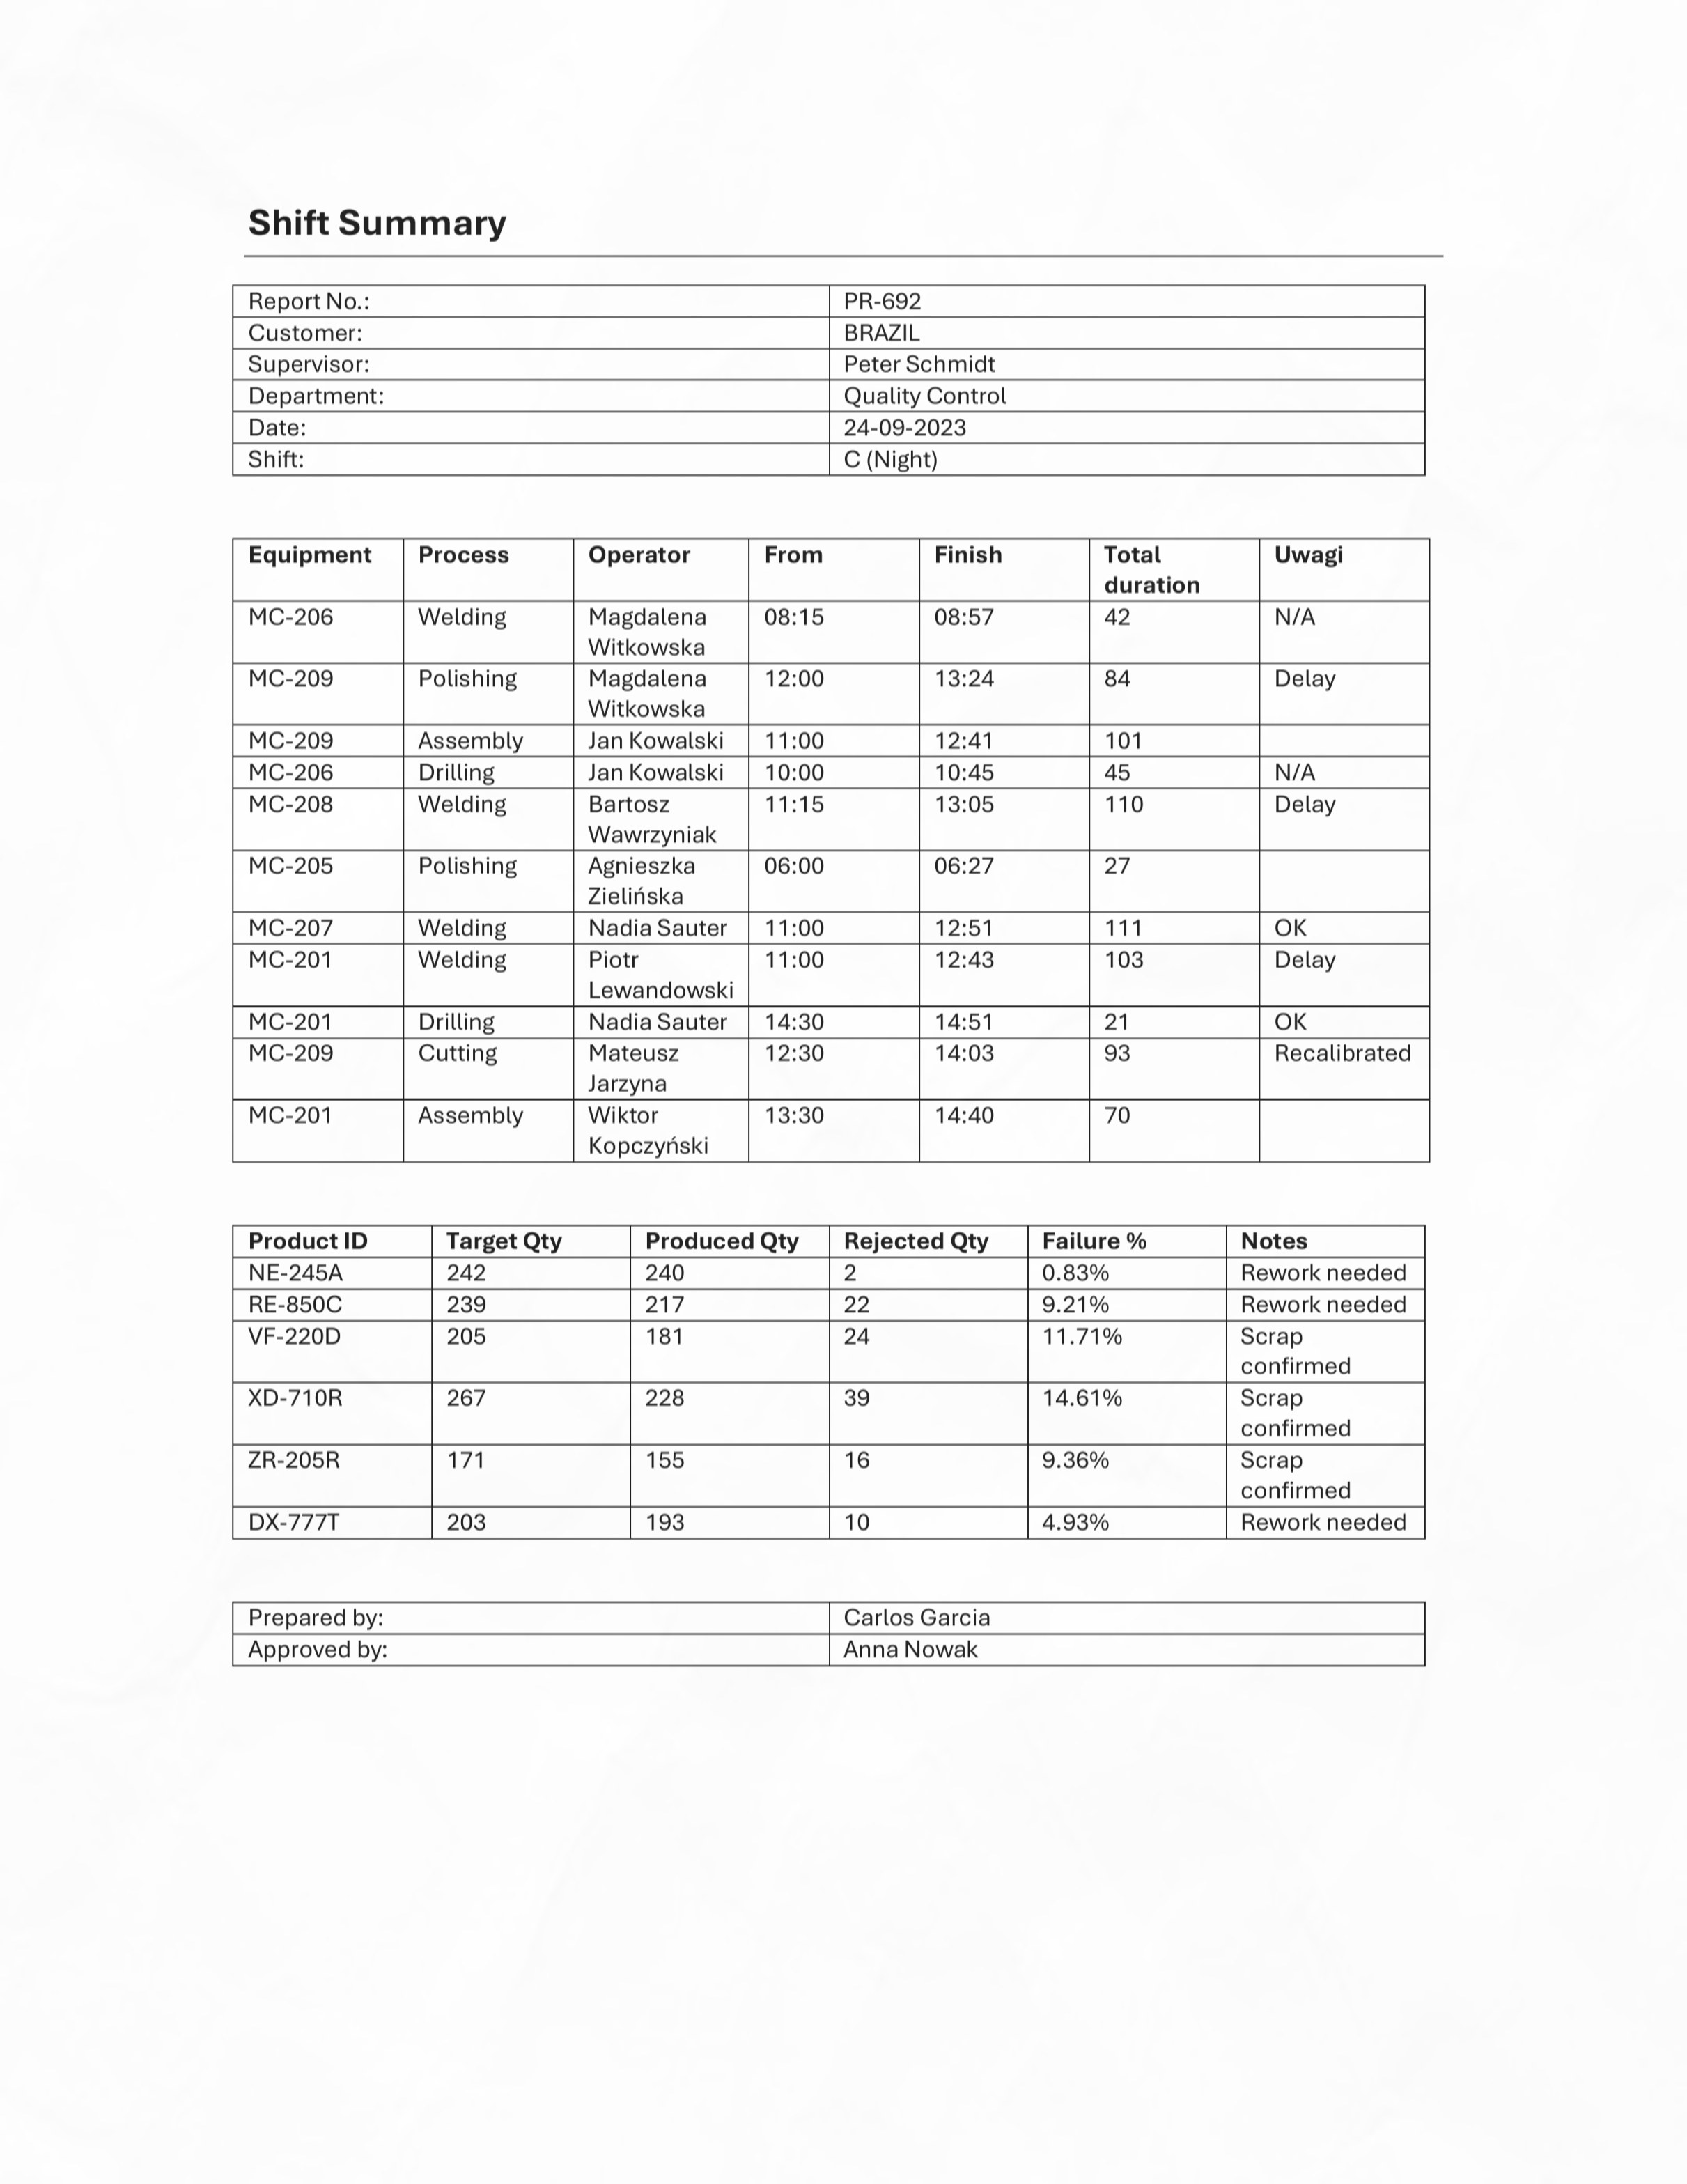 Shift Summary
Report No.: PR-692
Customer: BRAZIL
Supervisor: Peter Schmidt
Department: Quality Control
Date: 24-09-2023
Shift: C (Night)
Equipment Process Operator From Finish Total duration Uwagi
MC-206 Welding Magdalena Witkowska 08:15 08:57 42 N/A
MC-209 Polishing Magdalena Witkowska 12:00 13:24 84 Delay
MC-209 Assembly Jan Kowalski 11:00 12:41 101
MC-206 Drilling Jan Kowalski 10:00 10:45 45 N/A
MC-208 Welding Bartosz Wawrzyniak 11:15 13:05 110 Delay
MC-205 Polishing Agnieszka Zielińska 06:00 06:27 27
MC-207 Welding Nadia Sauter 11:00 12:51 111 OK
MC-201 Welding Piotr Lewandowski 11:00 12:43 103 Delay
MC-201 Drilling Nadia Sauter 14:30 14:51 21 OK
MC-209 Cutting Mateusz Jarzyna 12:30 14:03 93 Recalibrated
MC-201 Assembly Wiktor Kopczyński 13:30 14:40 70
Product ID Target Qty Produced Qty Rejected Qty Failure % Notes
NE-245A 242 240 2 0.83% Rework needed
RE-850C 239 217 22 9.21% Rework needed
VF-220D 205 181 24 11.71% Scrap confirmed
XD-710R 267 228 39 14.61% Scrap confirmed
ZR-205R 171 155 16 9.36% Scrap confirmed
DX-777T 203 193 10 4.93% Rework needed
Prepared by: Carlos Garcia
Approved by: Anna Nowak